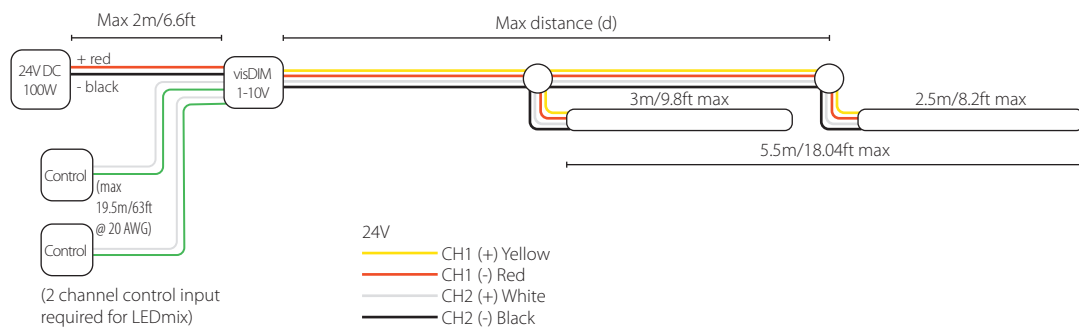 Max 2m/6.6ft
Max distance (d)
24V DC
100W
+ red
- black
visDIM
1-10V
3m/9.8ft max
2.5m/8.2ft max
5.5m/18.04ft max
Control
(max
19.5m/63ft
@ 20 AWG)
Control
(2 channel control input
required for LEDmix)
24V
CH1 (+) Yellow
CH1 (-) Red
CH2 (+) White
CH2 (-) Black